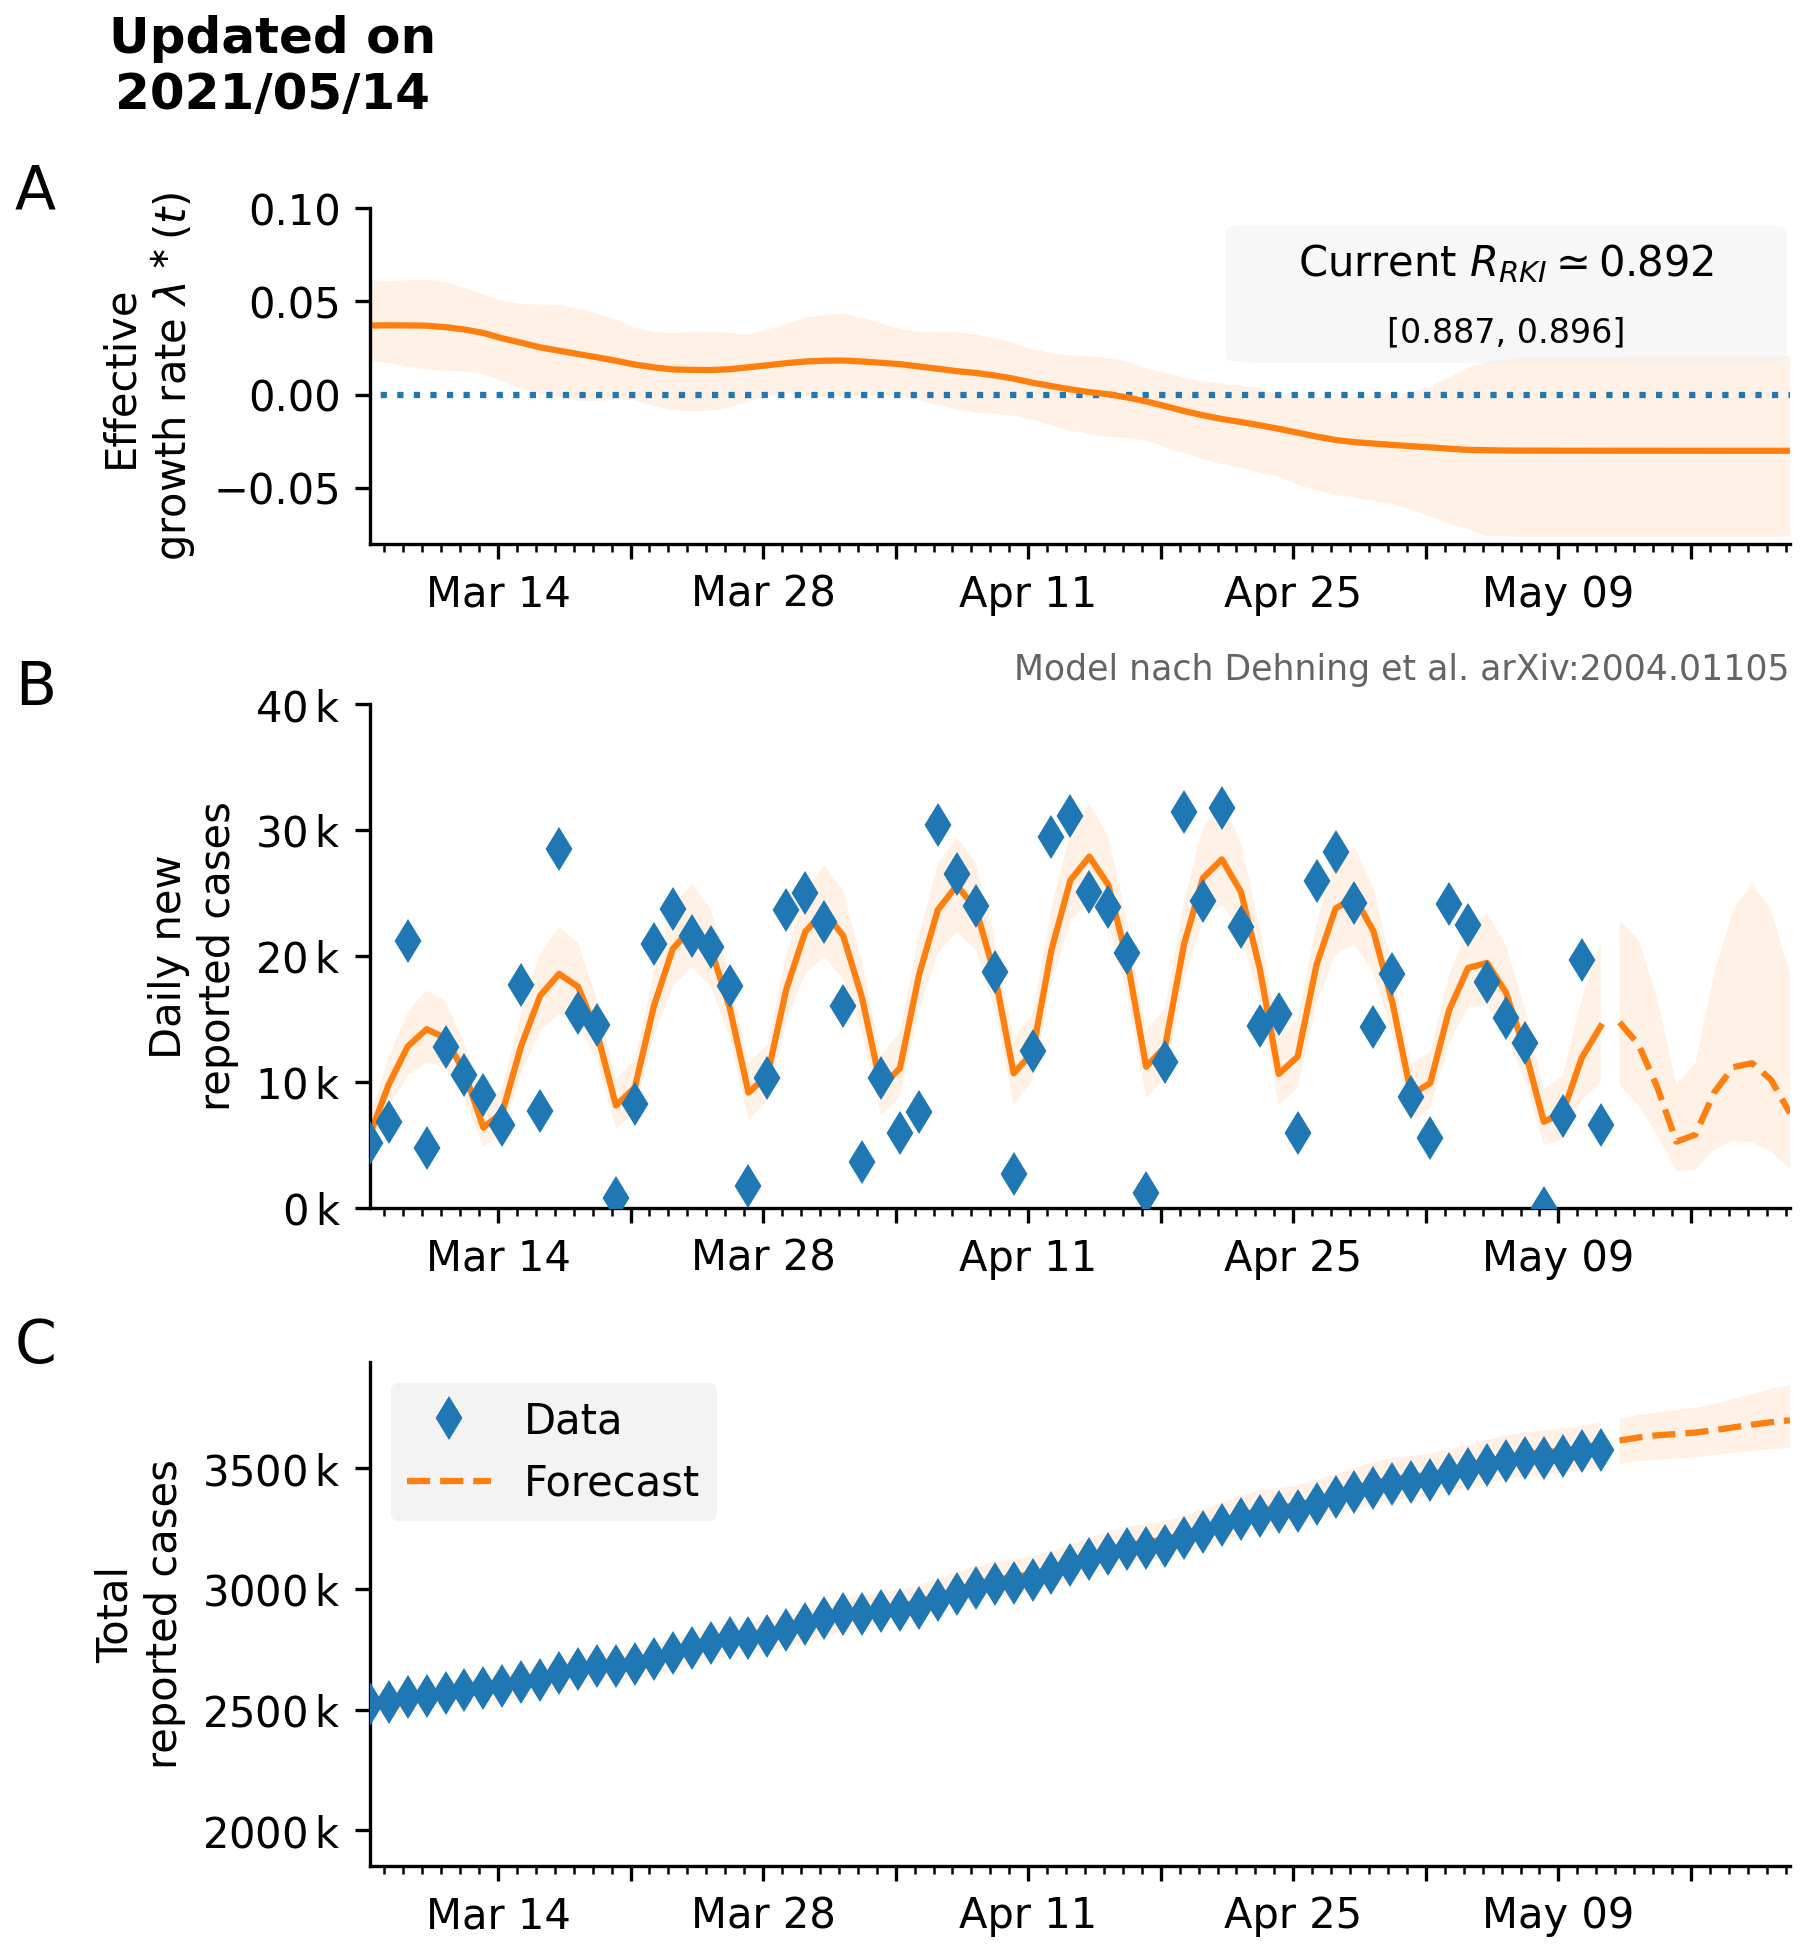 Updated on
2021/05/14
A
Effective
growth rate λ * (t)
0.10
0.05
0.00
−0.05
Current R_RKI ≃ 0.892
[0.887, 0.896]
Mar 14
Mar 28
Apr 11
Apr 25
May 09
Model nach Dehning et al. arXiv:2004.01105
B
Daily new
reported cases
40 k
30 k
20 k
10 k
0 k
Mar 14
Mar 28
Apr 11
Apr 25
May 09
C
Total
reported cases
3500 k
3000 k
2500 k
2000 k
Data
Forecast
Mar 14
Mar 28
Apr 11
Apr 25
May 09